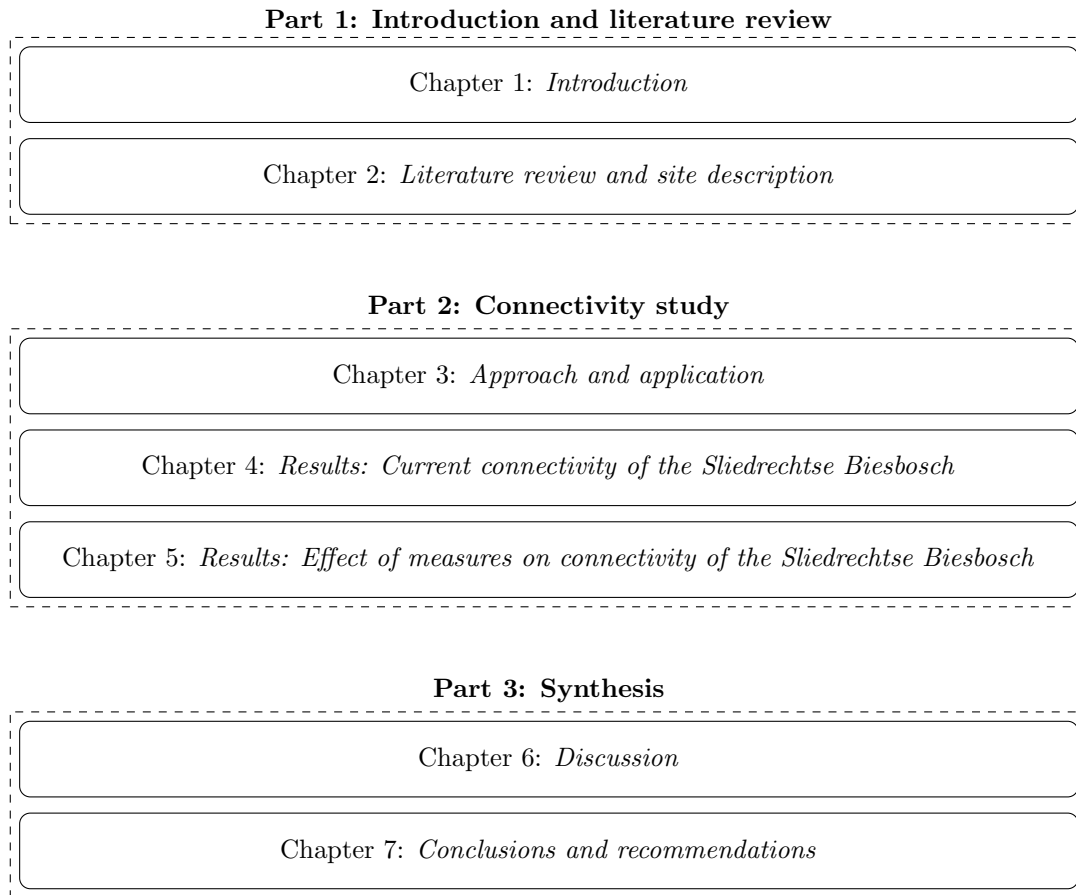 Part 1: Introduction and literature review
Chapter 1: Introduction
Chapter 2: Literature review and site description
Part 2: Connectivity study
Chapter 3: Approach and application
Chapter 4: Results: Current connectivity of the Sliedrechtse Biesbosch
Chapter 5: Results: Effect of measures on connectivity of the Sliedrechtse Biesbosch
Part 3: Synthesis
Chapter 6: Discussion
Chapter 7: Conclusions and recommendations